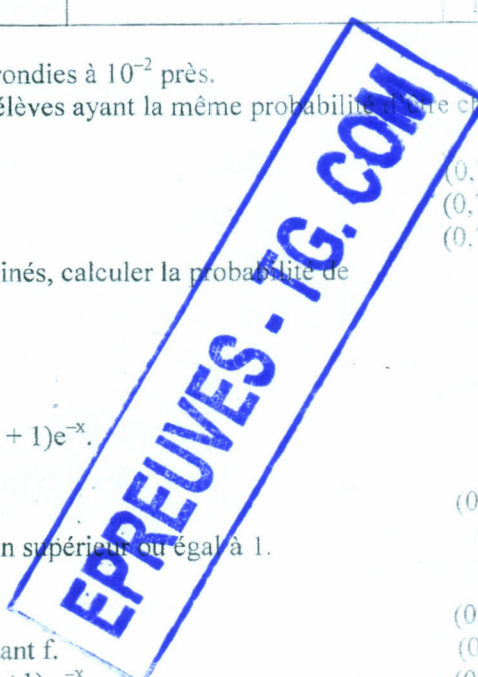 rondies à 10⁻² près.
élèves ayant la même probabilité d'être
(0,
(0,
(0,
inés, calculer la probabilité de
+ 1)e⁻ˣ.
(0
n supérieur ou égal à 1.
(0
ant f.
(0
EPREUVES - TG. COM